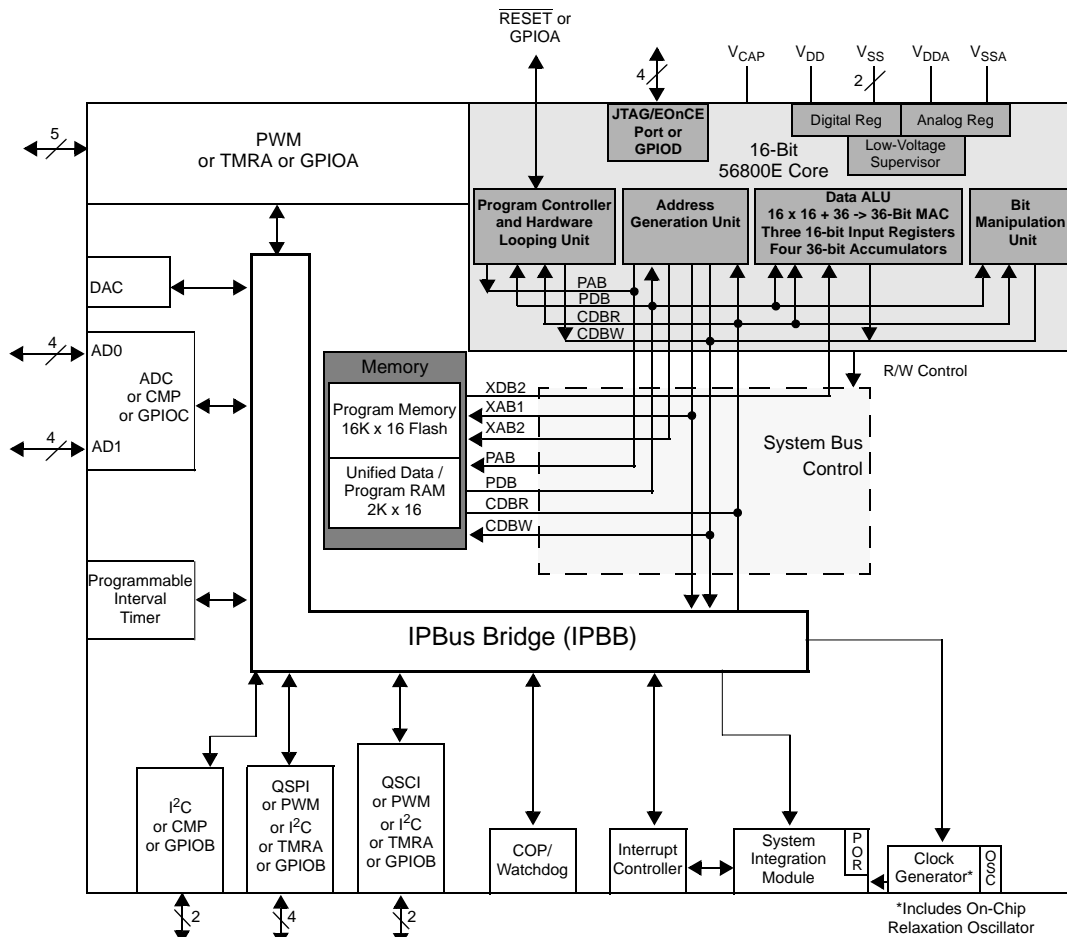 RESET or
GPIOA
4
VCAP
VDD
VSS
2
VDDA
VSSA
5
PWM
or TMRA or GPIOA
JTAG/EOnCE
Port or
GPIOD
Digital Reg
Analog Reg
Low-Voltage
Supervisor
16-Bit
56800E Core
Program Controller
and Hardware
Looping Unit
Address
Generation Unit
Data ALU
16 x 16 + 36 -> 36-Bit MAC
Three 16-bit Input Registers
Four 36-bit Accumulators
Bit
Manipulation
Unit
PAB
PDB
CDBR
CDBW
DAC
4
AD0
ADC
or CMP
or GPIOC
4
AD1
Memory
Program Memory
16K x 16 Flash
Unified Data /
Program RAM
2K x 16
XDB2
XAB1
XAB2
PAB
PDB
CDBR
CDBW
R/W Control
System Bus
Control
Programmable
Interval
Timer
IPBus Bridge (IPBB)
I2C
or CMP
or GPIOB
2
QSPI
or PWM
or I2C
or TMRA
or GPIOB
4
QSCI
or PWM
or I2C
or TMRA
or GPIOB
2
COP/
Watchdog
Interrupt
Controller
System
Integration
Module
POR
Clock
Generator*
OSC
*Includes On-Chip
Relaxation Oscillator